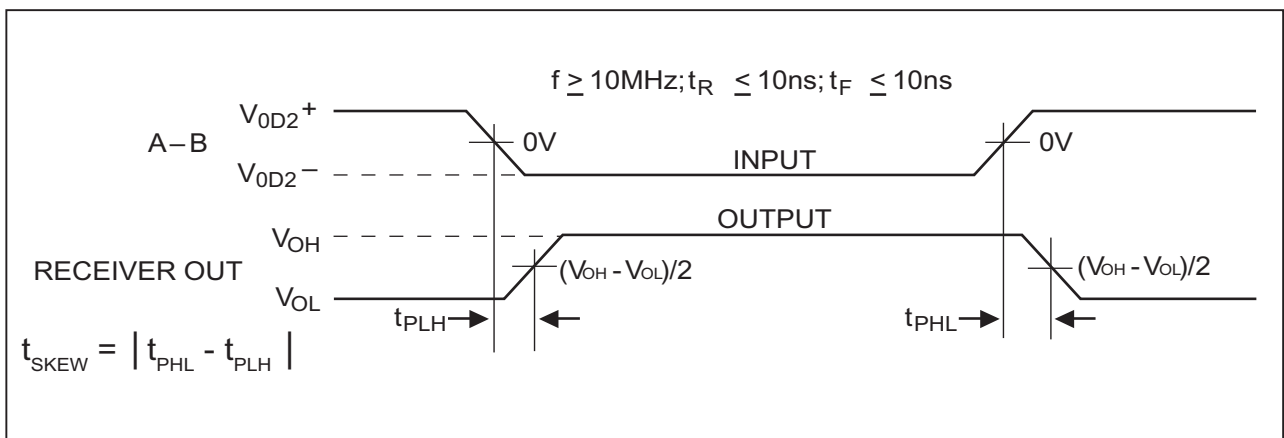 f ≥ 10MHz; tR ≤ 10ns; tF ≤ 10ns
V0D2+
A–B
0V
0V
V0D2–
INPUT
OUTPUT
VOH
RECEIVER OUT
(VOH - VOL)/2
(VOH - VOL)/2
VOL
tPLH
tPHL
tSKEW = | tPHL - tPLH |